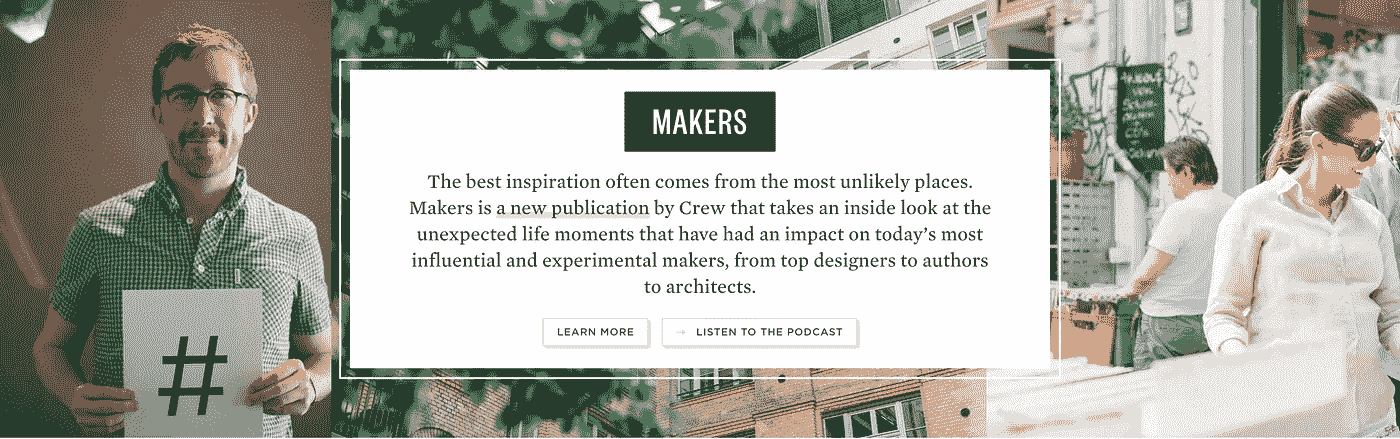 MAKERS
The best inspiration often comes from the most unlikely places.
Makers is a new publication by Crew that takes an inside look at the
unexpected life moments that have had an impact on today's most
influential and experimental makers, from top designers to authors
to architects.
LEARN MORE
→ LISTEN TO THE PODCAST
#